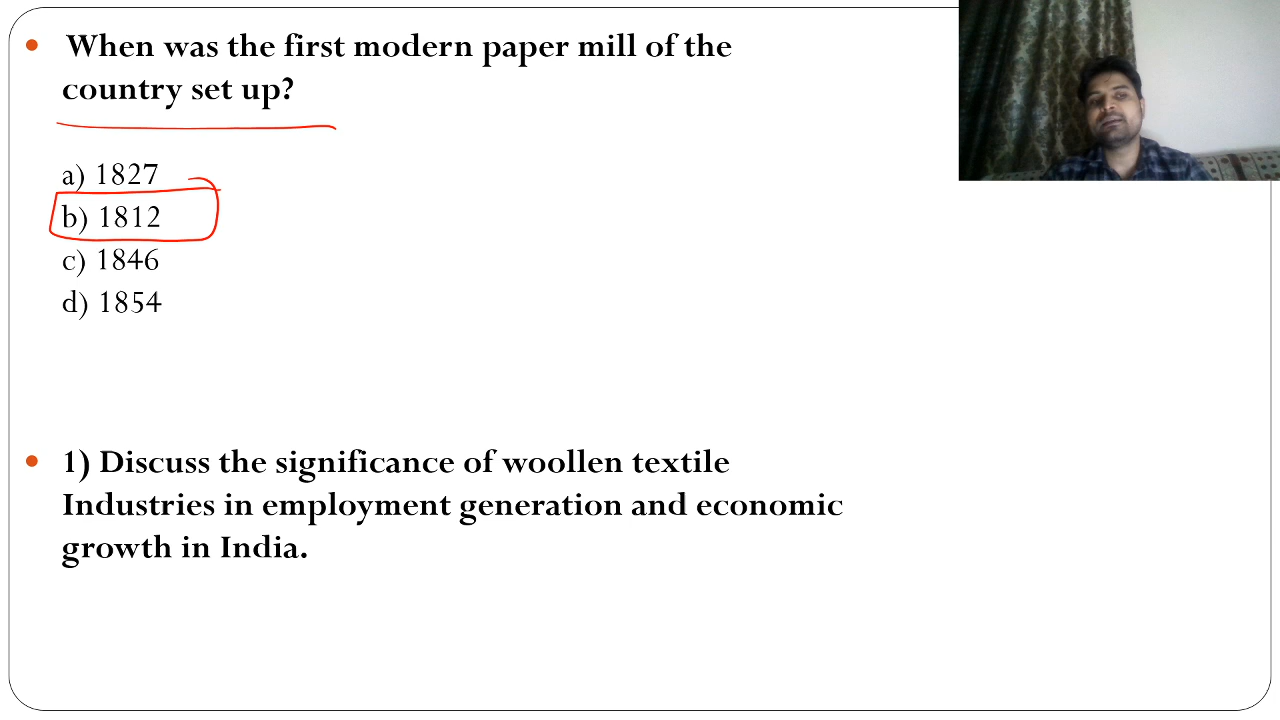 When was the first modern paper mill of the
country set up?
a) 1827
b) 1812
c) 1846
d) 1854
1) Discuss the significance of woollen textile
Industries in employment generation and economic
growth in India.